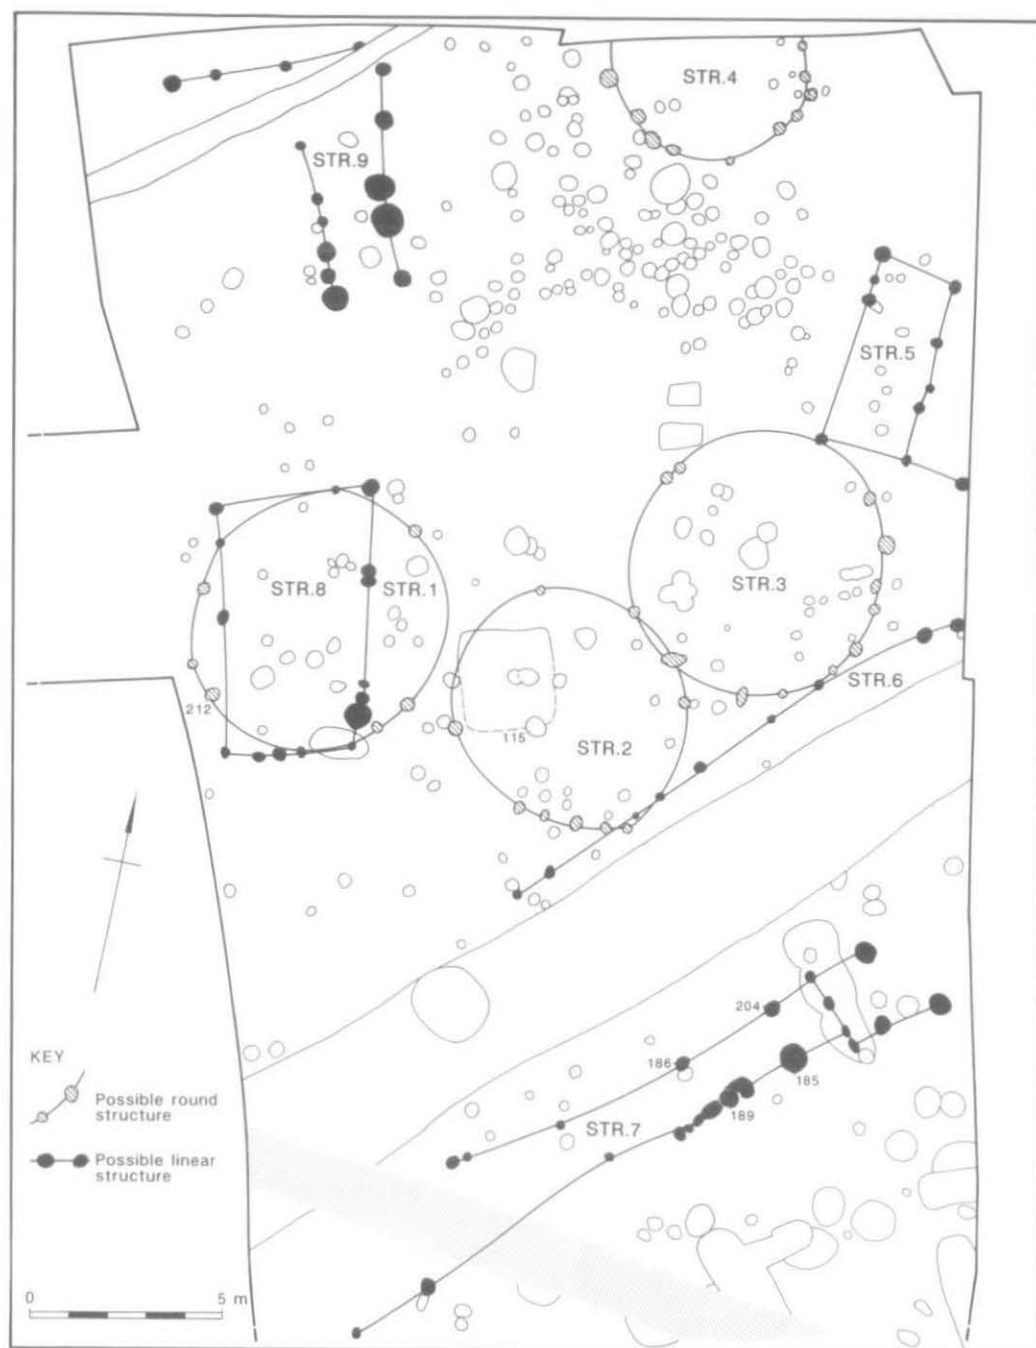 STR.4
STR.9
STR.5
STR.8
STR.1
STR.3
STR.6
212
115
STR.2
204
KEY
186
185
Possible round
structure
189
STR.7
Possible linear
structure
0
5 m